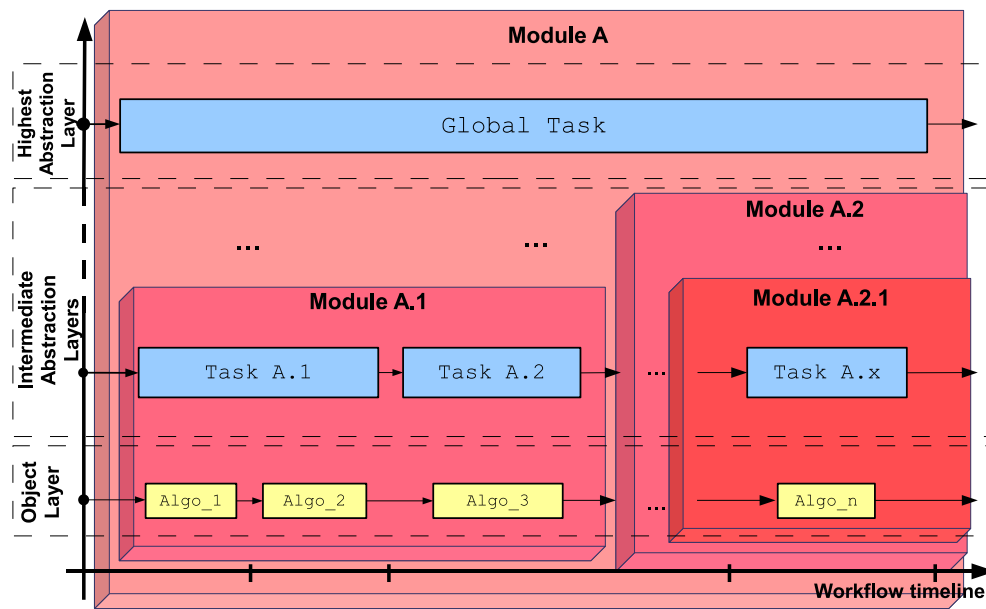 Module A
Highest
Abstraction
Layer
Global Task
Intermediate
Abstraction
Layers
Module A.2
...
...
...
Module A.1
Module A.2.1
Task A.1
Task A.2
...
Task A.x
Object
Layer
Algo_1
Algo_2
Algo_3
...
Algo_n
Workflow timeline